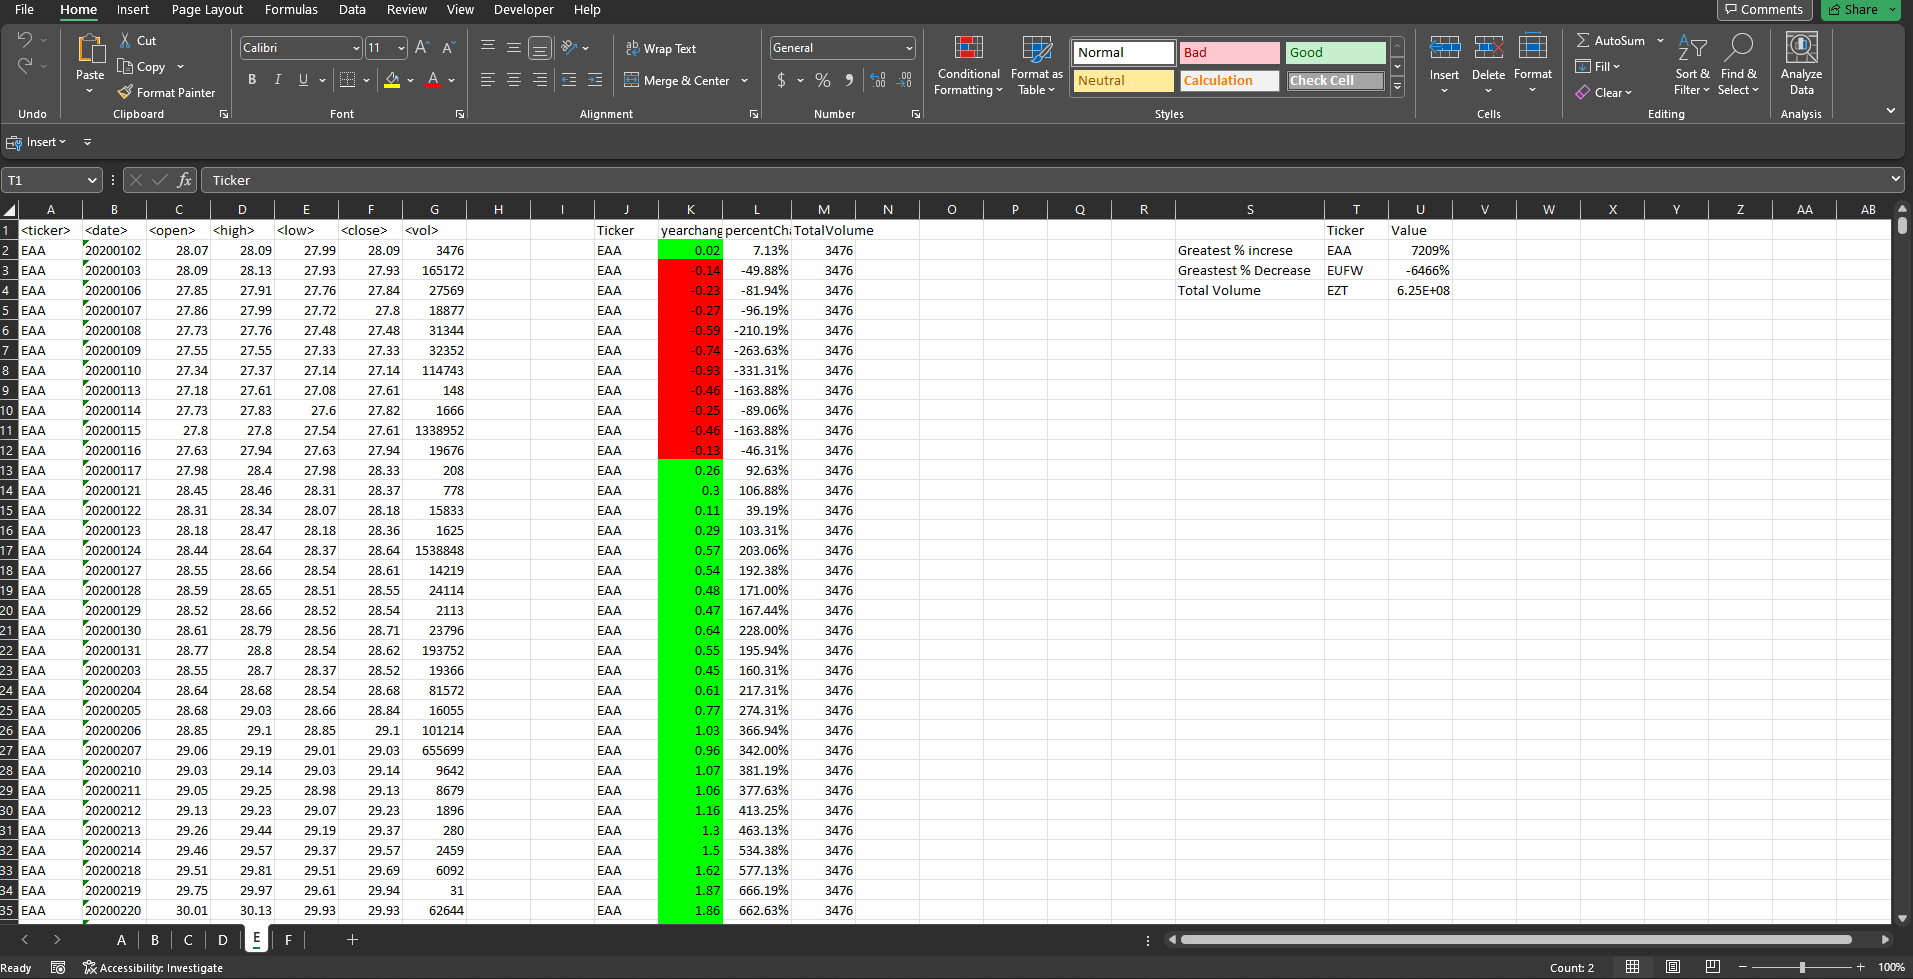 File Home Insert Page Layout Formulas Data Review View Developer Help Comments Share
Cut
Copy
Paste
Format Painter
Undo
Clipboard
Calibri 11
B I U
Font
Wrap Text
Merge & Center
Alignment
General
$ %
Number
Conditional Formatting
Format as Table
Normal Bad Good
Neutral Calculation Check Cell
Styles
Insert Delete Format
Cells
AutoSum
Fill
Clear
Sort & Filter
Find & Select
Editing
Analyze Data
Analysis
Insert
T1 fx Ticker
A B C D E F G H I J K L M N O P Q R S T U V W X Y Z AA AB
1 <ticker> <date> <open> <high> <low> <close> <vol> Ticker yearchang percentCha TotalVolume Ticker Value
2 EAA 20200102 28.07 28.09 27.99 28.09 3476 EAA 0.02 7.13% 3476 Greatest % increse EAA 7209%
3 EAA 20200103 28.09 28.13 27.93 27.93 165172 EAA -0.14 -49.88% 3476 Greastest % Decrease EUFW -6466%
4 EAA 20200106 27.85 27.91 27.76 27.84 27569 EAA -0.23 -81.94% 3476 Total Volume EZT 6.25E+08
5 EAA 20200107 27.86 27.99 27.72 27.8 18877 EAA -0.27 -96.19% 3476
6 EAA 20200108 27.73 27.76 27.48 27.48 31344 EAA -0.59 -210.19% 3476
7 EAA 20200109 27.55 27.55 27.33 27.33 32352 EAA -0.74 -263.63% 3476
8 EAA 20200110 27.34 27.37 27.14 27.14 114743 EAA -0.93 -331.31% 3476
9 EAA 20200113 27.18 27.61 27.08 27.61 148 EAA -0.46 -163.88% 3476
10 EAA 20200114 27.73 27.83 27.6 27.82 1666 EAA -0.25 -89.06% 3476
11 EAA 20200115 27.8 27.8 27.54 27.61 1338952 EAA -0.46 -163.88% 3476
12 EAA 20200116 27.63 27.94 27.63 27.94 19676 EAA -0.13 -46.31% 3476
13 EAA 20200117 27.98 28.4 27.98 28.33 208 EAA 0.26 92.63% 3476
14 EAA 20200121 28.45 28.46 28.31 28.37 778 EAA 0.3 106.88% 3476
15 EAA 20200122 28.31 28.34 28.07 28.18 15833 EAA 0.11 39.19% 3476
16 EAA 20200123 28.18 28.47 28.18 28.36 1625 EAA 0.29 103.31% 3476
17 EAA 20200124 28.44 28.64 28.37 28.64 1538848 EAA 0.57 203.06% 3476
18 EAA 20200127 28.55 28.66 28.54 28.61 14219 EAA 0.54 192.38% 3476
19 EAA 20200128 28.59 28.65 28.51 28.55 24114 EAA 0.48 171.00% 3476
20 EAA 20200129 28.52 28.66 28.51 28.54 2113 EAA 0.47 167.44% 3476
21 EAA 20200130 28.61 28.79 28.56 28.71 23796 EAA 0.64 228.00% 3476
22 EAA 20200131 28.77 28.8 28.54 28.62 193752 EAA 0.55 195.94% 3476
23 EAA 20200203 28.55 28.7 28.37 28.52 19366 EAA 0.45 160.31% 3476
24 EAA 20200204 28.64 28.68 28.54 28.68 81572 EAA 0.61 217.31% 3476
25 EAA 20200205 28.68 29.03 28.66 28.84 16055 EAA 0.77 274.31% 3476
26 EAA 20200206 28.85 29.1 28.85 29.1 101214 EAA 1.03 366.94% 3476
27 EAA 20200207 29.06 29.19 29.01 29.03 655699 EAA 0.96 342.00% 3476
28 EAA 20200210 29.03 29.14 29.03 29.14 9642 EAA 1.07 381.19% 3476
29 EAA 20200211 29.05 29.25 28.98 29.13 8679 EAA 1.06 377.63% 3476
30 EAA 20200212 29.13 29.23 29.07 29.23 1896 EAA 1.16 413.25% 3476
31 EAA 20200213 29.26 29.44 29.19 29.37 280 EAA 1.3 463.13% 3476
32 EAA 20200214 29.46 29.57 29.37 29.57 2459 EAA 1.5 534.38% 3476
33 EAA 20200218 29.51 29.81 29.51 29.69 6092 EAA 1.62 577.13% 3476
34 EAA 20200219 29.75 29.97 29.61 29.94 31 EAA 1.87 666.19% 3476
35 EAA 20200220 30.01 30.13 29.93 29.93 62644 EAA 1.86 662.63% 3476
A B C D E F
Ready Accessibility: Investigate Count: 2 100%